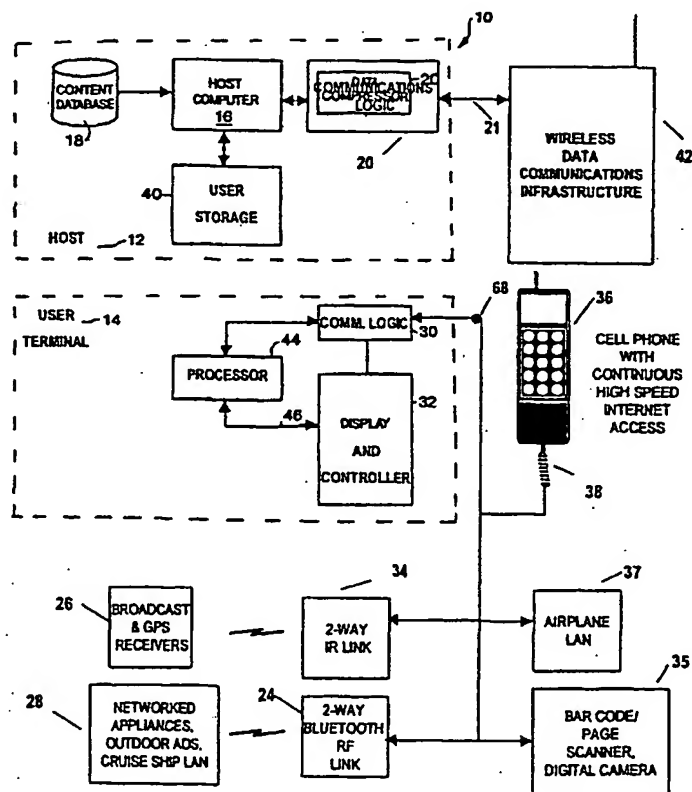 10
CONTENT
DATABASE
18
HOST
COMPUTER
16
DATA
COMMUNICATIONS
COMPRESSOR
LOGIC
20
21
WIRELESS
DATA
COMMUNICATIONS
INFRASTRUCTURE
42
40
USER
STORAGE
HOST
12
USER
TERMINAL
14
COMM. LOGIC
30
68
44
PROCESSOR
46
32
DISPLAY
AND
CONTROLLER
36
CELL PHONE
WITH
CONTINUOUS
HIGH SPEED
INTERNET
ACCESS
38
26
BROADCAST
& GPS
RECEIVERS
34
2-WAY
IR LINK
37
AIRPLANE
LAN
28
NETWORKED
APPLIANCES,
OUTDOOR ADS,
CRUISE SHIP LAN
24
2-WAY
BLUETOOTH
RF
LINK
35
BAR CODE/
PAGE
SCANNER,
DIGITAL CAMERA